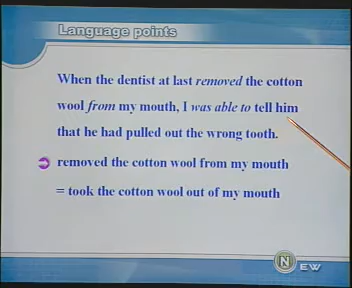 Language points
When the dentist at last removed the cotton
wool from my mouth, I was able to tell him
that he had pulled out the wrong tooth.
removed the cotton wool from my mouth
= took the cotton wool out of my mouth
N EW